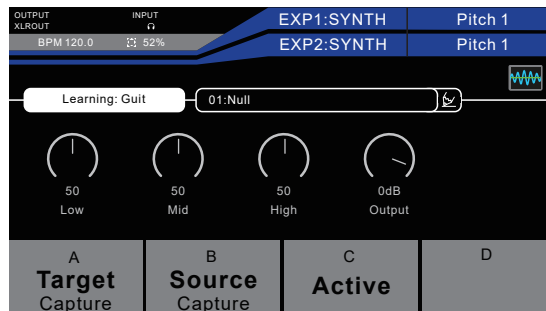 OUTPUT INPUT
XLROUT
EXP1:SYNTH Pitch 1
BPM 120.0 52%
EXP2:SYNTH Pitch 1
Learning: Guit 01:Null
50 50 50 0dB
Low Mid High Output
A B C D
Target Source Active
Capture Capture